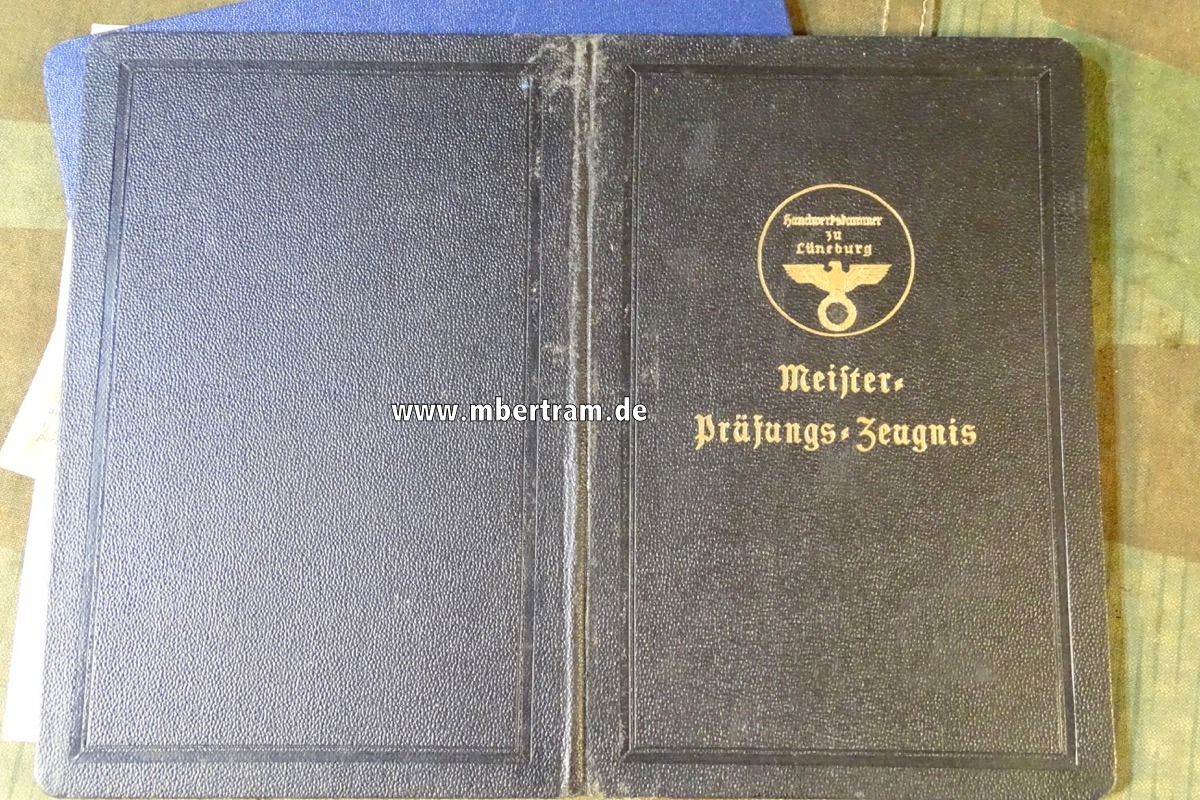 Handwerkskammer
zu
Lüneburg
Meister-
Prüfungs-Zeugnis
www.mbertram.de